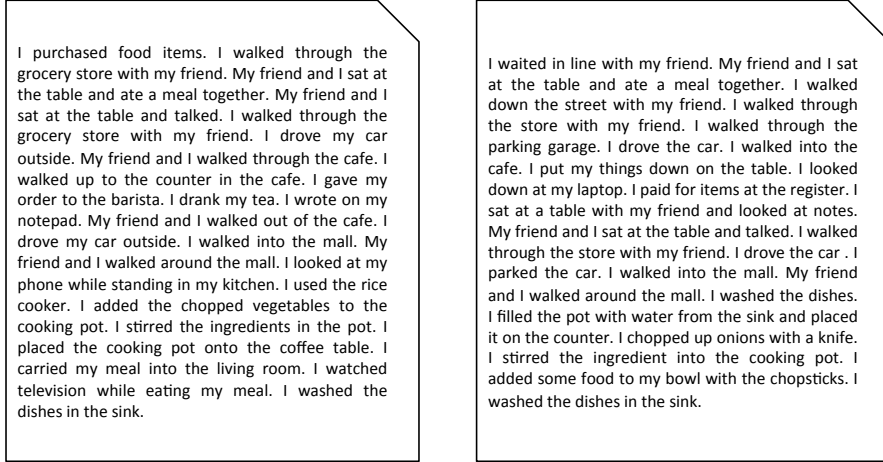 I purchased food items. I walked through the
grocery store with my friend. My friend and I sat at
the table and ate a meal together. My friend and I
sat at the table and talked. I walked through the
grocery store with my friend. I drove my car
outside. My friend and I walked through the cafe. I
walked up to the counter in the cafe. I gave my
order to the barista. I drank my tea. I wrote on my
notepad. My friend and I walked out of the cafe. I
drove my car outside. I walked into the mall. My
friend and I walked around the mall. I looked at my
phone while standing in my kitchen. I used the rice
cooker. I added the chopped vegetables to the
cooking pot. I stirred the ingredients in the pot. I
placed the cooking pot onto the coffee table. I
carried my meal into the living room. I watched
television while eating my meal. I washed the
dishes in the sink.
I waited in line with my friend. My friend and I sat
at the table and ate a meal together. I walked
down the street with my friend. I walked through
the store with my friend. I walked through the
parking garage. I drove the car. I walked into the
cafe. I put my things down on the table. I looked
down at my laptop. I paid for items at the register. I
sat at a table with my friend and looked at notes.
My friend and I sat at the table and talked. I walked
through the store with my friend. I drove the car . I
parked the car. I walked into the mall. My friend
and I walked around the mall. I washed the dishes.
I filled the pot with water from the sink and placed
it on the counter. I chopped up onions with a knife.
I stirred the ingredient into the cooking pot. I
added some food to my bowl with the chopsticks. I
washed the dishes in the sink.